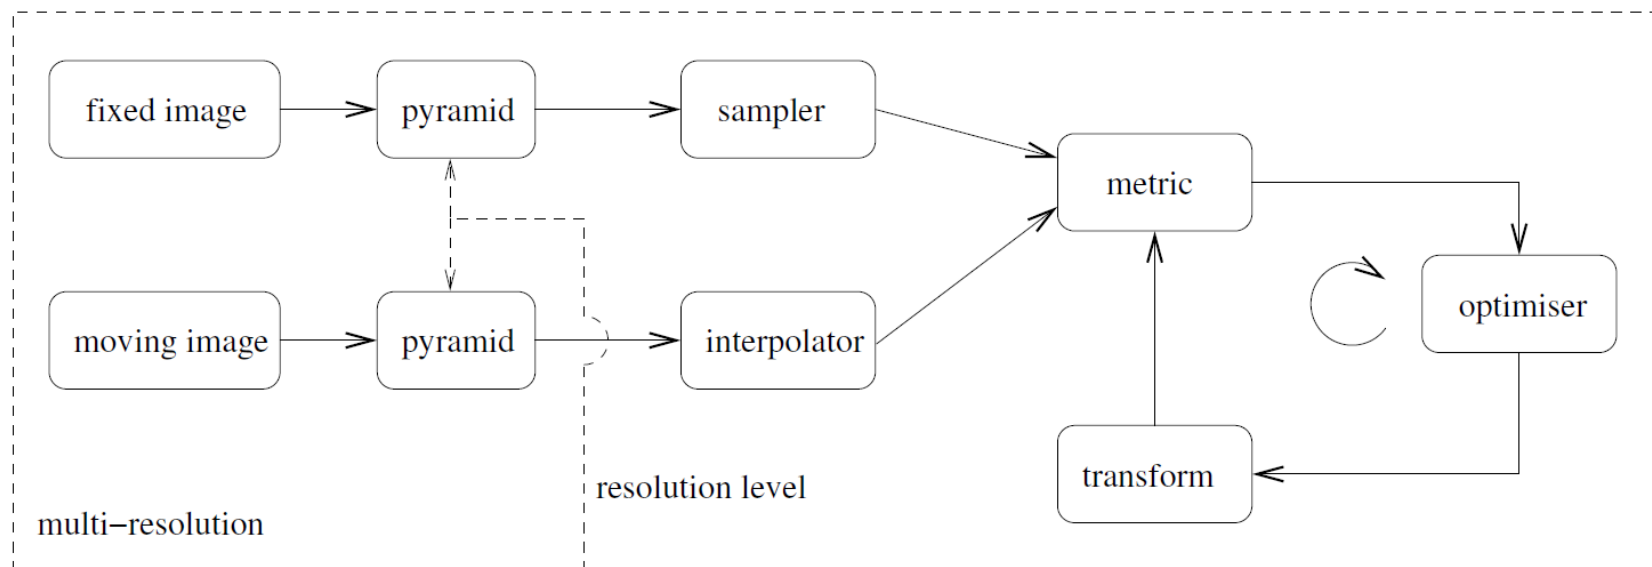 fixed image
pyramid
sampler
metric
moving image
pyramid
interpolator
optimiser
transform
resolution level
multi−resolution